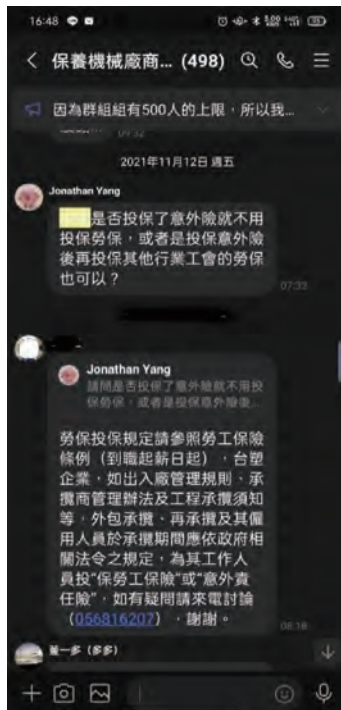 16:48
保養機械廠商... (498)
因為群組組有500人的上限，所以我...
09:32
2021年11月12日 週五
Jonathan Yang
是否投保了意外險就不用
投保勞保，或者是投保意外險
後再投保其他行業工會的勞保
也可以？
07:33
Jonathan Yang
請問是否投保了意外險就不用投
保勞保，或者是投保意外險後...
勞保投保規定請參照勞工保險
條例（到職起薪日起），台塑
企業，如出入廠管理規則、承
攬商管理辦法及工程承攬須知
等，外包承攬、再承攬及其僱
用人員於承攬期間應依政府相
關法令之規定，為其工作人
員投"保勞工保險"或"意外責
任險"，如有疑問請來電討論
（056816207），謝謝。
08:18
董一多（多多）